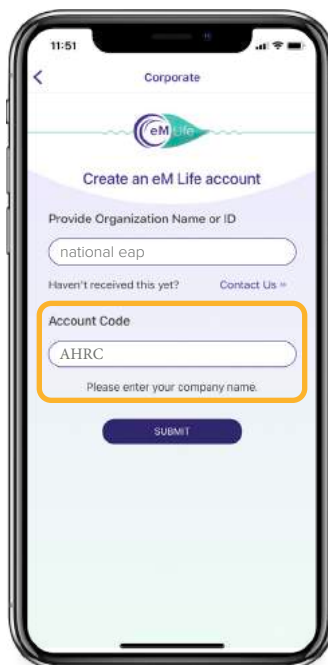 11:51
Corporate
eM Life
Create an eM Life account
Provide Organization Name or ID
national eap
Haven't received this yet? Contact Us »
Account Code
AHRC
Please enter your company name.
SUBMIT